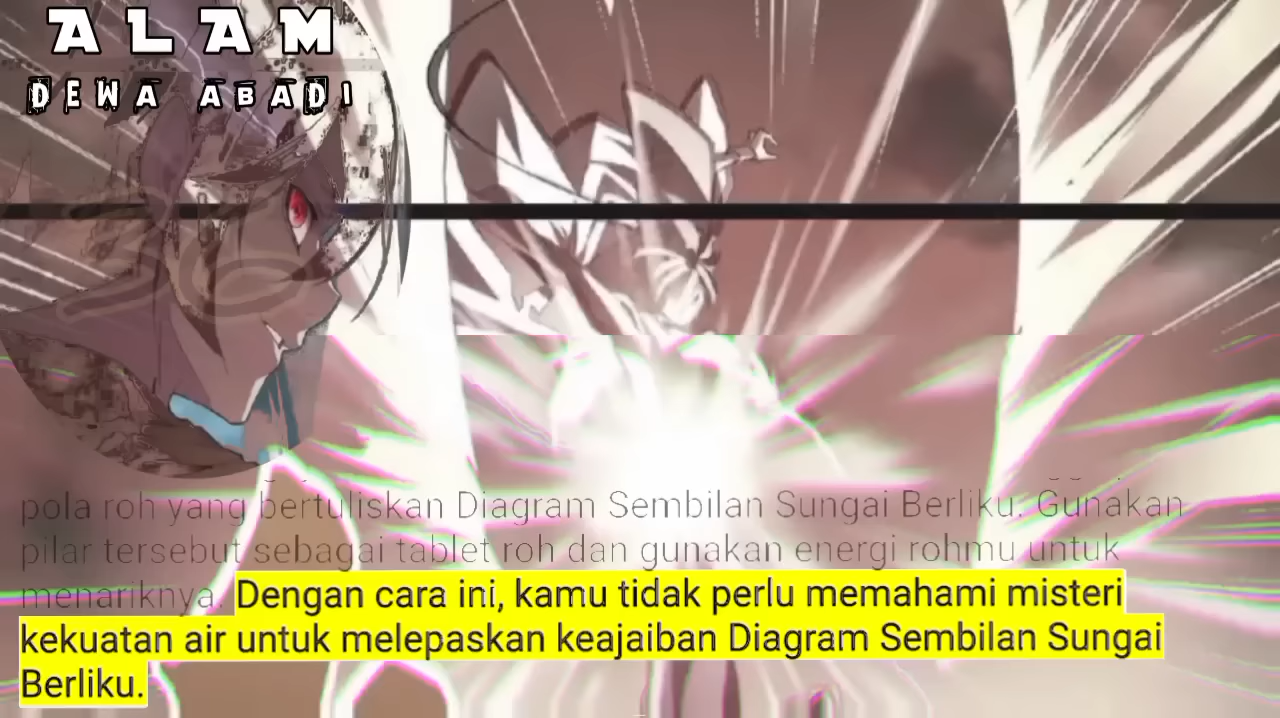 ALAM
DEWA ABADI
pola roh yang bertuliskan Diagram Sembilan Sungai Berliku. Gunakan
pilar tersebut sebagai tablet roh dan gunakan energi rohmu untuk
menariknya. Dengan cara ini, kamu tidak perlu memahami misteri
kekuatan air untuk melepaskan keajaiban Diagram Sembilan Sungai
Berliku.